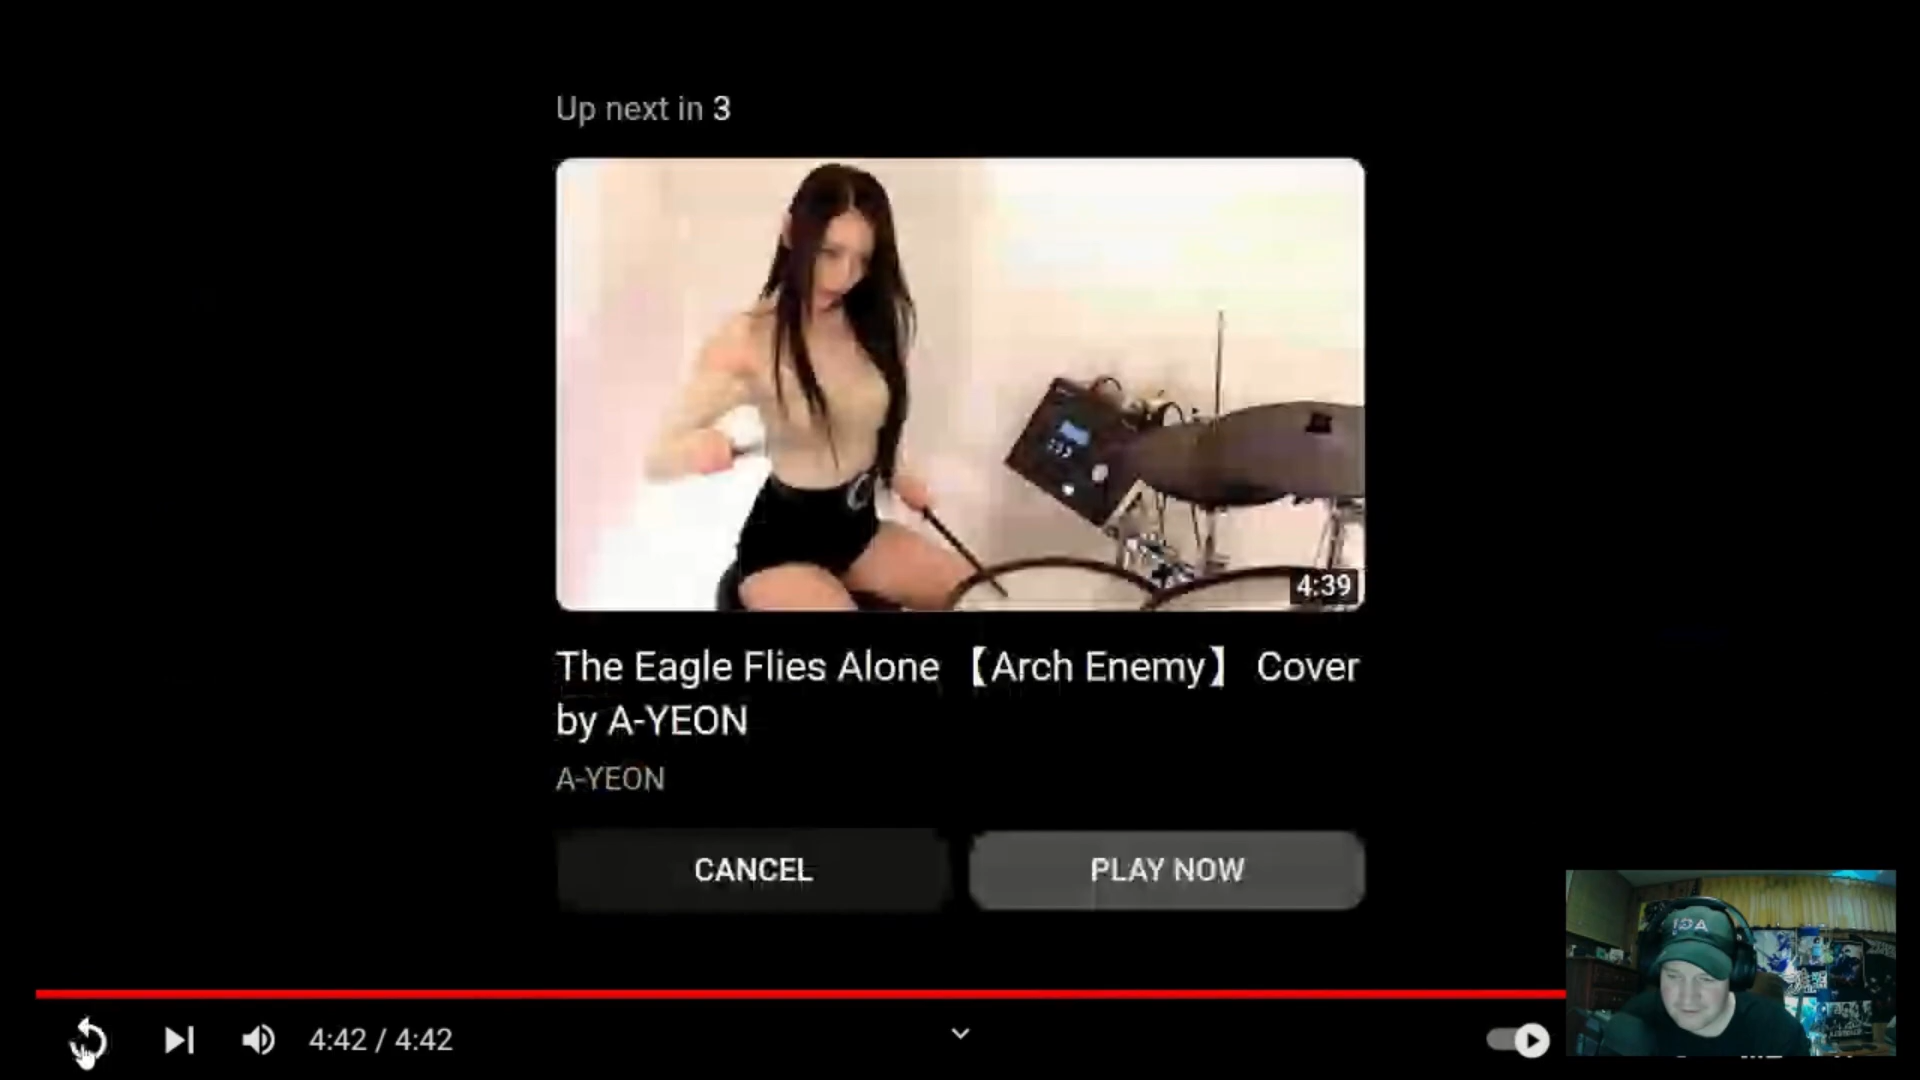 Up next in 3
4:39
The Eagle Flies Alone 【Arch Enemy】 Cover
by A-YEON
A-YEON
CANCEL
PLAY NOW
4:42 / 4:42